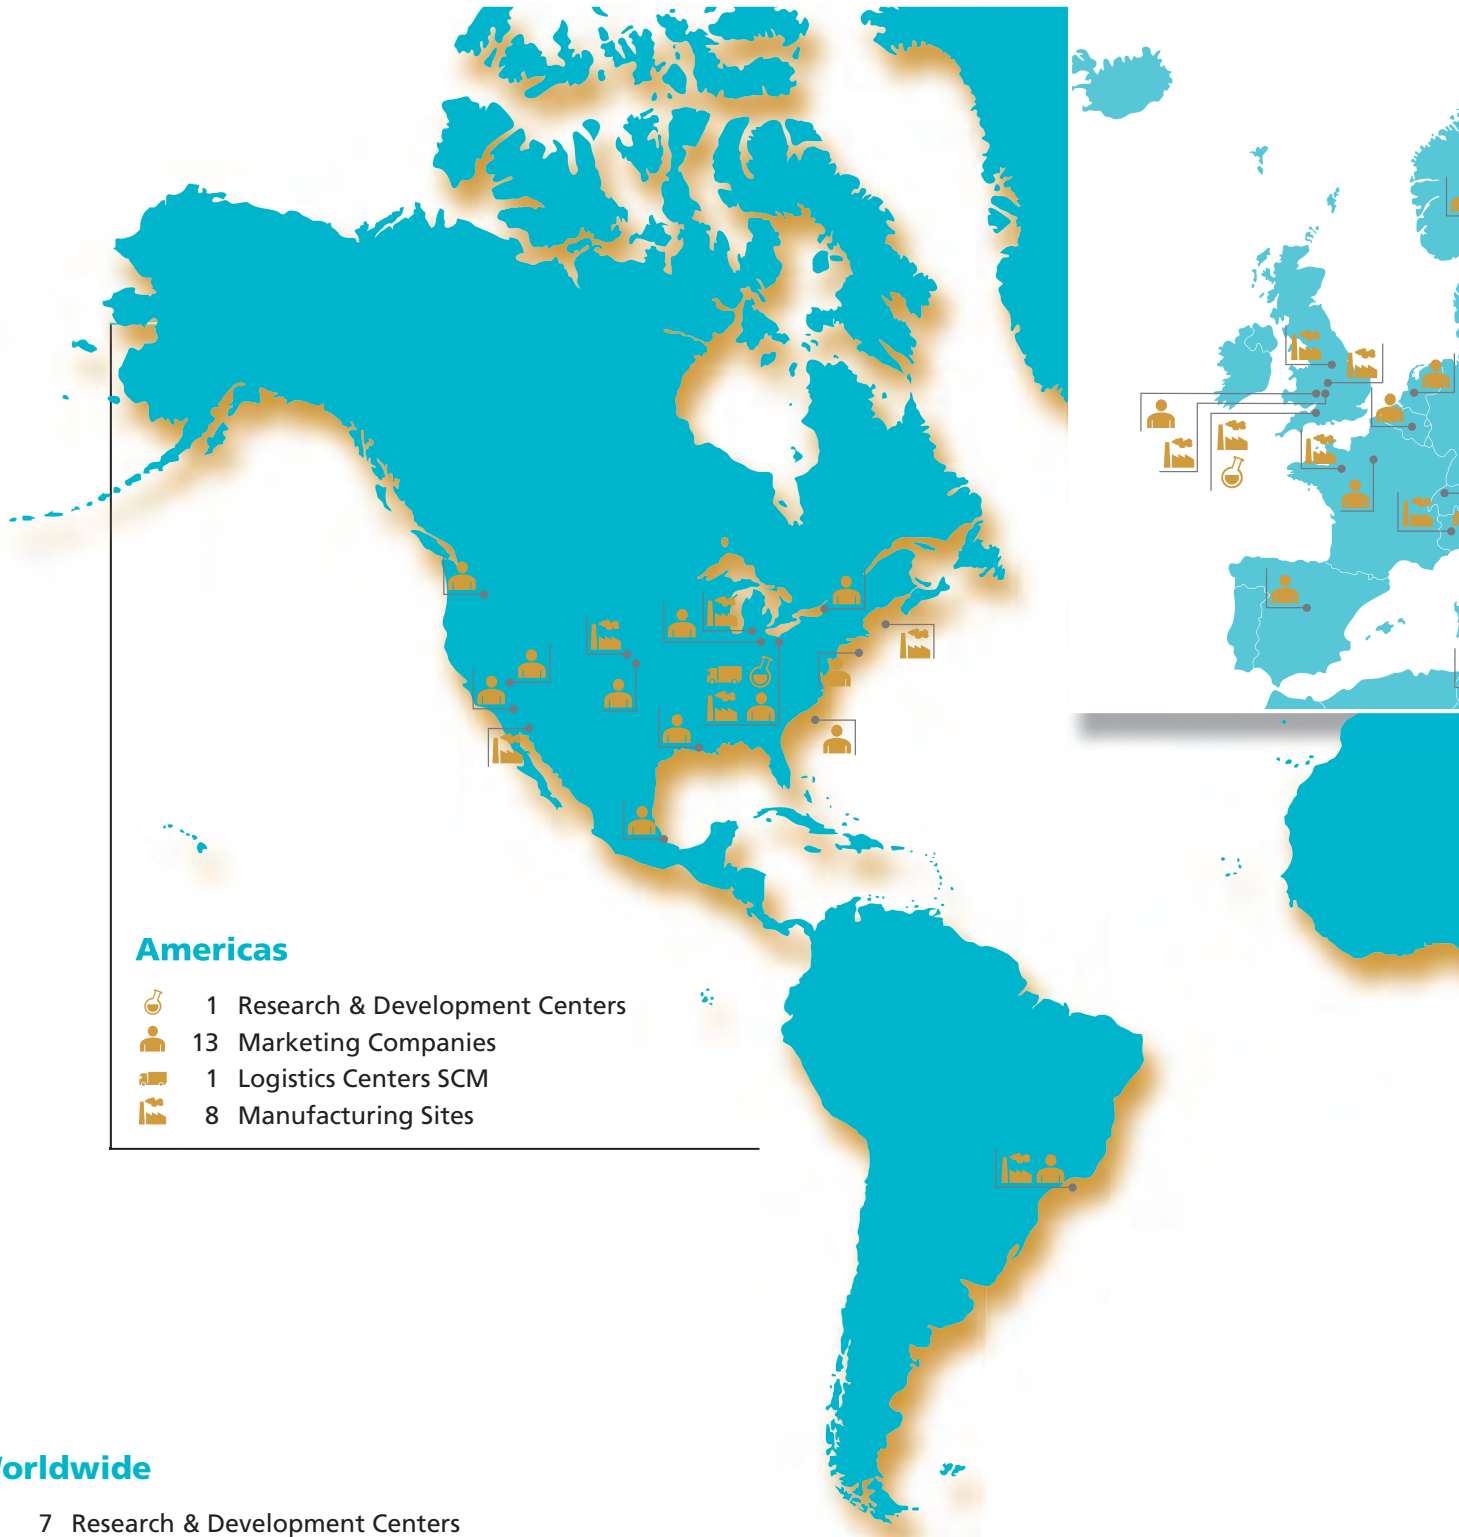 Americas
1 Research & Development Centers
13 Marketing Companies
1 Logistics Centers SCM
8 Manufacturing Sites
orldwide
7 Research & Development Centers